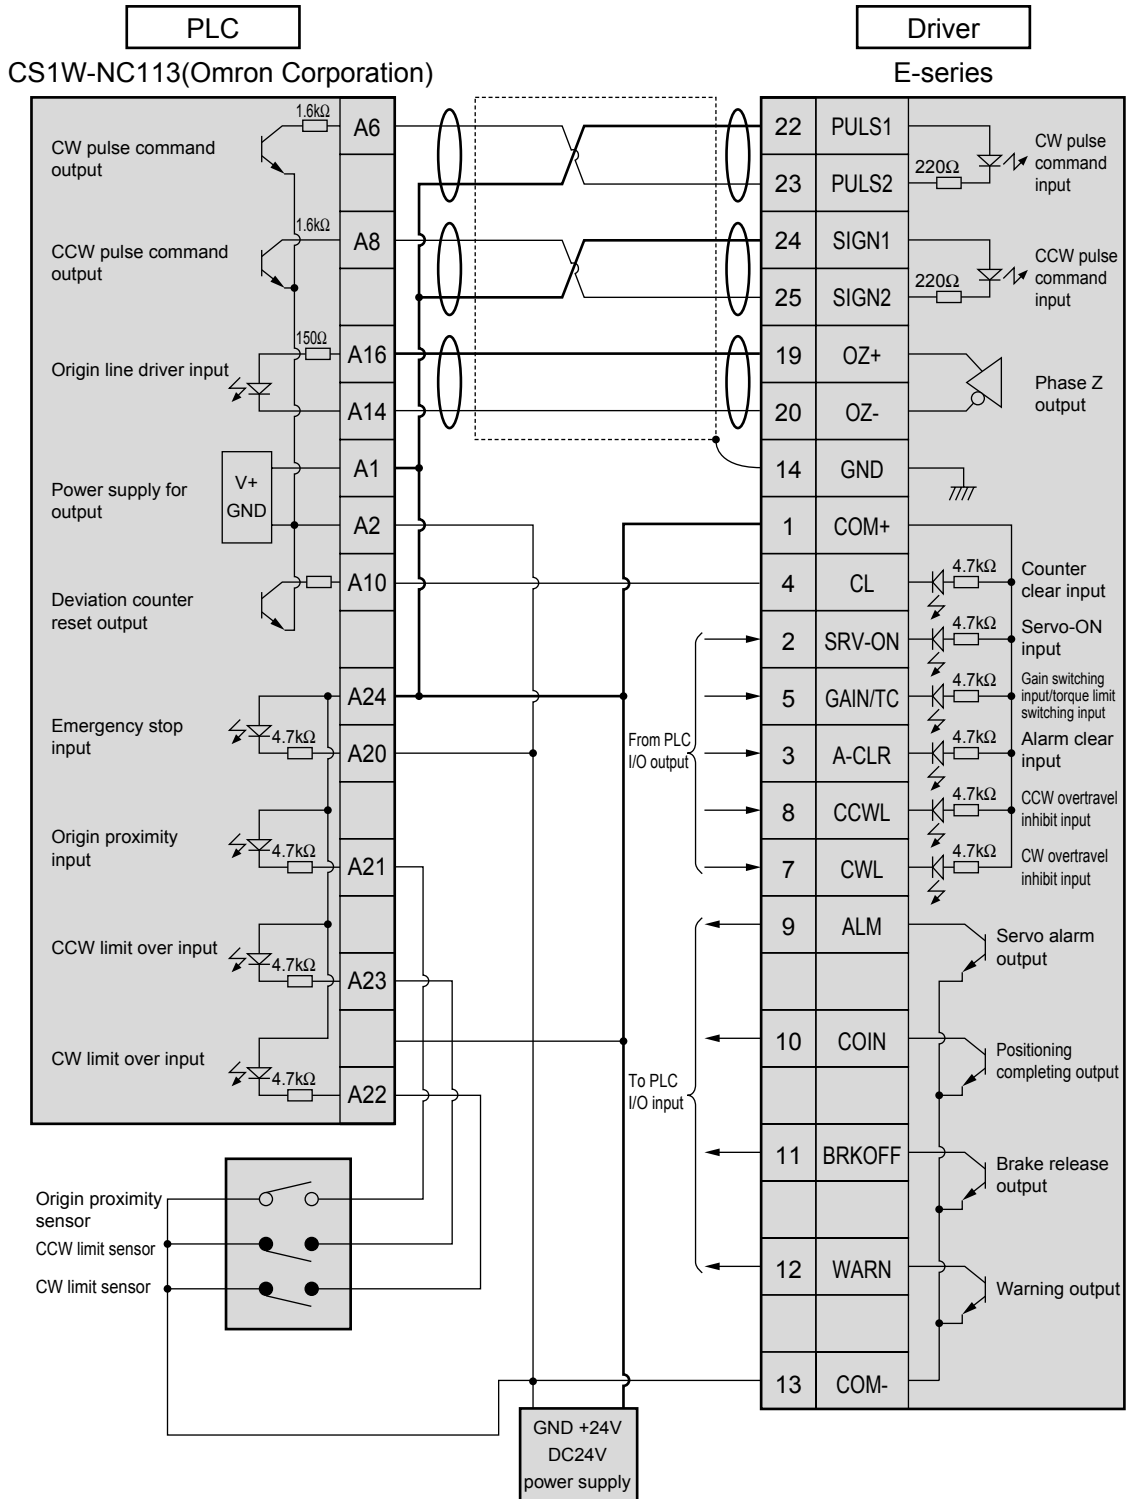 PLC
Driver
CS1W-NC113(Omron Corporation)
E-series
CW pulse command
output
1.6kΩ
A6
CCW pulse command
output
1.6kΩ
A8
Origin line driver input
150Ω
A16
A14
Power supply for
output
V+
GND
A1
A2
Deviation counter
reset output
A10
A24
Emergency stop
input
4.7kΩ
A20
Origin proximity
input
4.7kΩ
A21
CCW limit over input
4.7kΩ
A23
CW limit over input
4.7kΩ
A22
Origin proximity
sensor
CCW limit sensor
CW limit sensor
From PLC
I/O output
To PLC
I/O input
GND +24V
DC24V
power supply
22 PULS1
23 PULS2
220Ω
CW pulse
command
input
24 SIGN1
25 SIGN2
220Ω
CCW pulse
command
input
19 OZ+
20 OZ-
Phase Z
output
14 GND
1 COM+
4 CL
4.7kΩ
Counter
clear input
2 SRV-ON
4.7kΩ
Servo-ON
input
5 GAIN/TC
4.7kΩ
Gain switching
input/torque limit
switching input
3 A-CLR
4.7kΩ
Alarm clear
input
8 CCWL
4.7kΩ
CCW overtravel
inhibit input
7 CWL
4.7kΩ
CW overtravel
inhibit input
9 ALM
Servo alarm
output
10 COIN
Positioning
completing output
11 BRKOFF
Brake release
output
12 WARN
Warning output
13 COM-